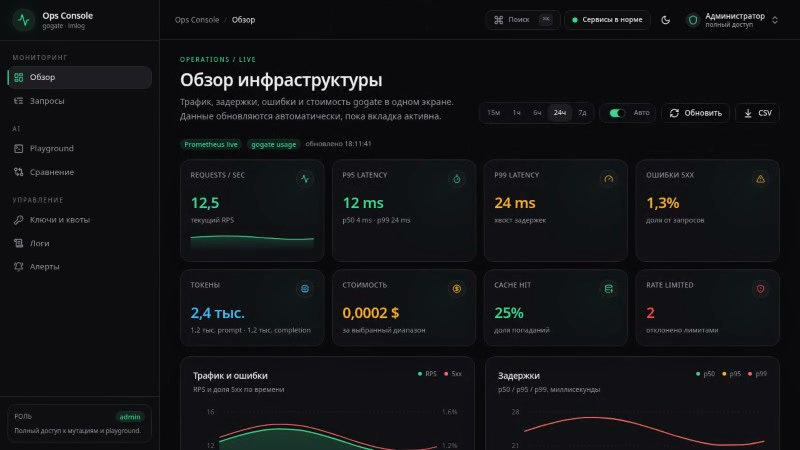 Ops Console
gogate · lmlog
МОНИТОРИНГ
Обзор
Запросы
AI
Playground
Сравнение
УПРАВЛЕНИЕ
Ключи и квоты
Логи
Алерты
РОЛЬ
admin
Полный доступ к мутациям и playground.
Ops Console / Обзор
Поиск
Сервисы в норме
Администратор
полный доступ
OPERATIONS / LIVE
Обзор инфраструктуры
Трафик, задержки, ошибки и стоимость gogate в одном экране.
Данные обновляются автоматически, пока вкладка активна.
15м 1ч 6ч 24ч 7д
Авто
Обновить
CSV
Prometheus live gogate usage обновлено 18:11:41
REQUESTS / SEC
12,5
текущий RPS
P95 LATENCY
12 ms
p50 4 ms · p99 24 ms
P99 LATENCY
24 ms
хвост задержек
ОШИБКИ 5XX
1,3%
доля от запросов
ТОКЕНЫ
2,4 тыс.
1.2 тыс. prompt · 1.2 тыс. completion
СТОИМОСТЬ
0,0002 $
за выбранный диапазон
CACHE HIT
25%
доля попаданий
RATE LIMITED
2
отклонено лимитами
Трафик и ошибки
RPS 5xx
RPS и доля 5xx по времени
16 1.6%
12 1.2%
Задержки
p50 p95 p99
p50 / p95 / p99, миллисекунды
28
21